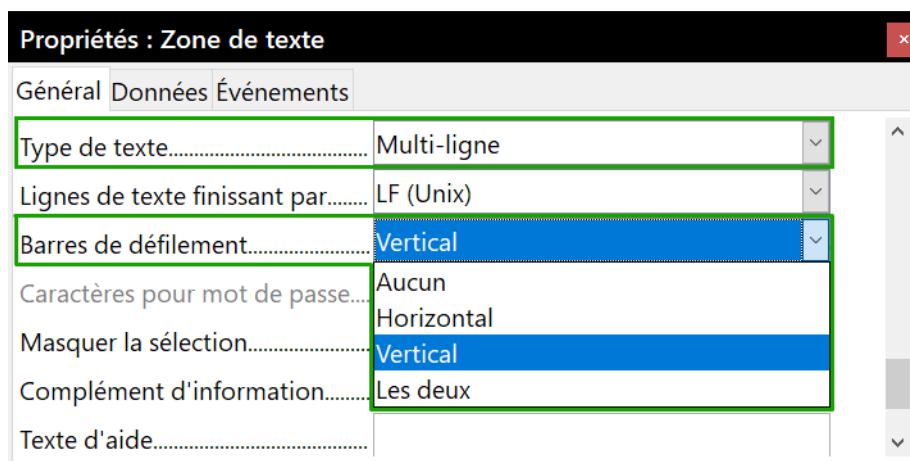 Propriétés : Zone de texte
×
Général Données Événements
Type de texte..................................... Multi-ligne
Lignes de texte finissant par........ LF (Unix)
Barres de défilement....................... Vertical
Caractères pour mot de passe.... Aucun
Horizontal
Masquer la sélection....................... Vertical
Complément d'information......... Les deux
Texte d'aide........................................